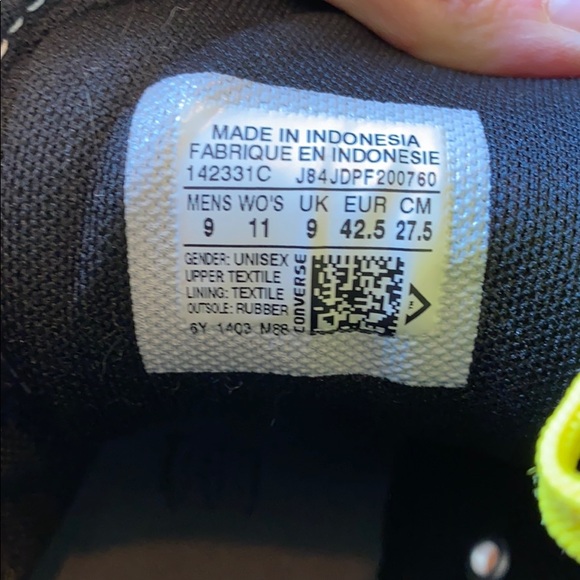 MADE IN INDONESIA
FABRIQUE EN INDONESIE
142331C J84JDPF200760
MENS WO'S UK EUR CM
9 11 9 42.5 27.5
GENDER: UNISEX
UPPER TEXTILE
LINING: TEXTILE
OUTSOLE: RUBBER
6Y 14Q3 M88
CONVERSE